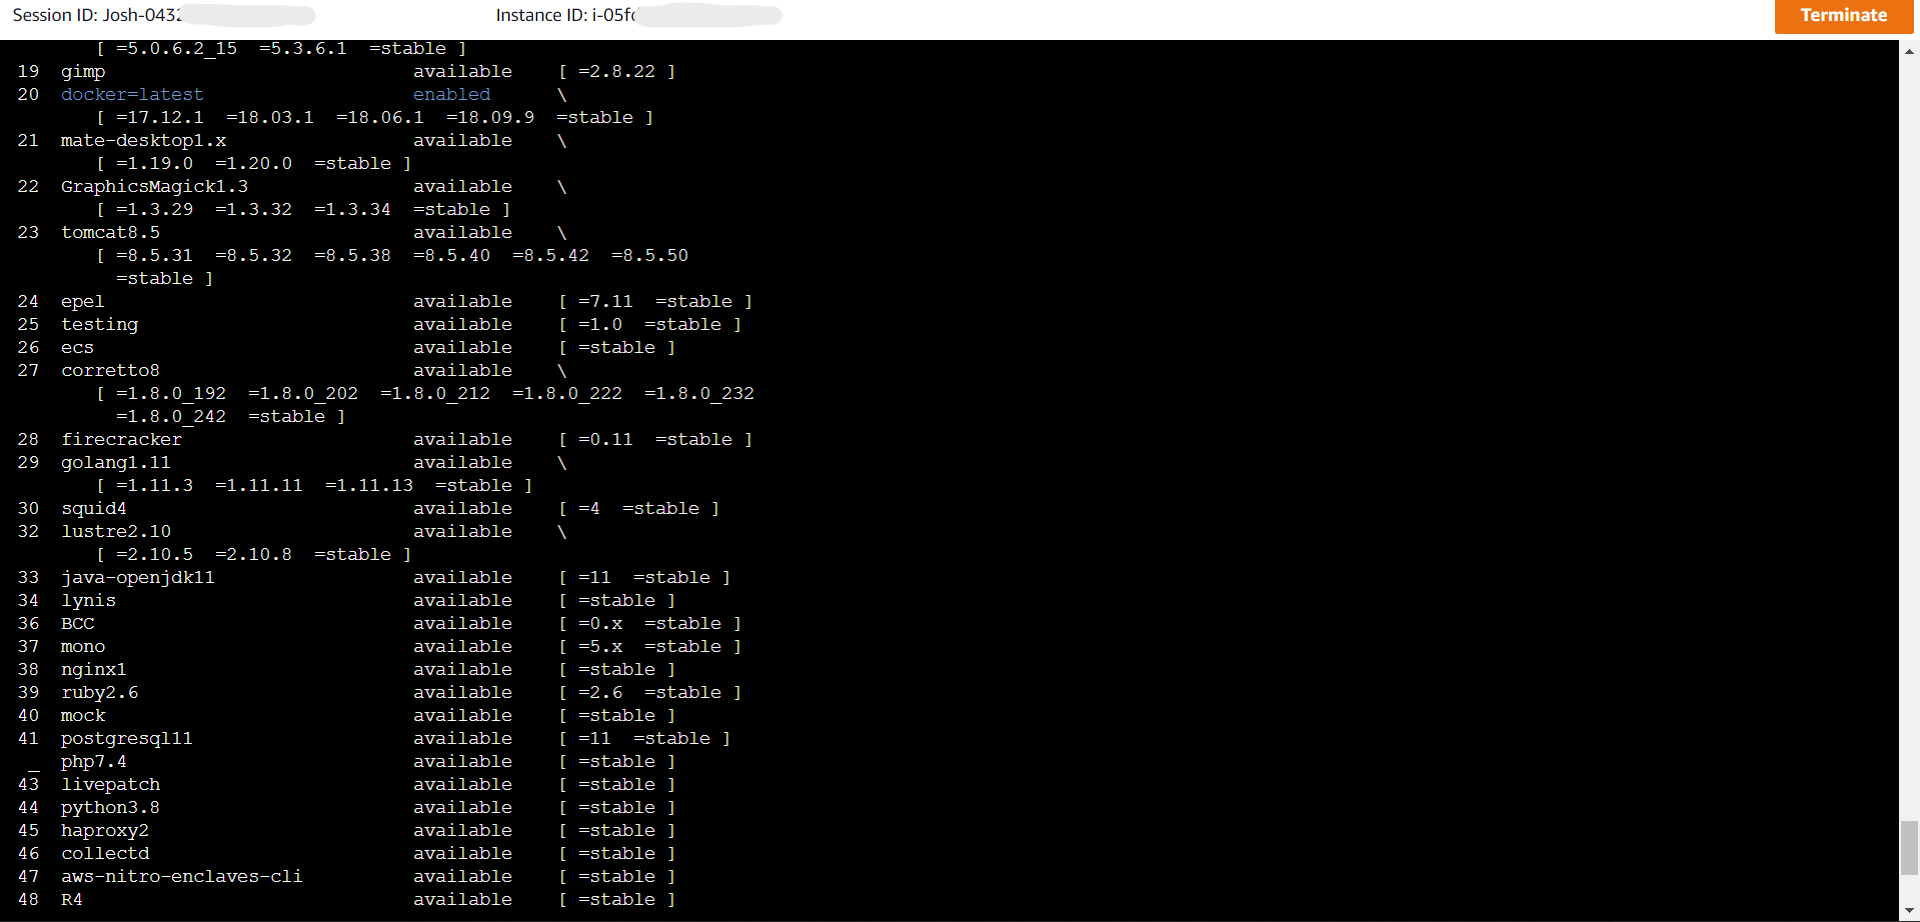 Session ID: Josh-0432 Instance ID: i-05f Terminate
[ =5.0.6.2_15 =5.3.6.1 =stable ]
19 gimp available [ =2.8.22 ]
20 docker=latest enabled \
[ =17.12.1 =18.03.1 =18.06.1 =18.09.9 =stable ]
21 mate-desktop1.x available \
[ =1.19.0 =1.20.0 =stable ]
22 GraphicsMagick1.3 available \
[ =1.3.29 =1.3.32 =1.3.34 =stable ]
23 tomcat8.5 available \
[ =8.5.31 =8.5.32 =8.5.38 =8.5.40 =8.5.42 =8.5.50
=stable ]
24 epel available [ =7.11 =stable ]
25 testing available [ =1.0 =stable ]
26 ecs available [ =stable ]
27 corretto8 available \
[ =1.8.0_192 =1.8.0_202 =1.8.0_212 =1.8.0_222 =1.8.0_232
=1.8.0_242 =stable ]
28 firecracker available [ =0.11 =stable ]
29 golang1.11 available \
[ =1.11.3 =1.11.11 =1.11.13 =stable ]
30 squid4 available [ =4 =stable ]
32 lustre2.10 available \
[ =2.10.5 =2.10.8 =stable ]
33 java-openjdk11 available [ =11 =stable ]
34 lynis available [ =stable ]
36 BCC available [ =0.x =stable ]
37 mono available [ =5.x =stable ]
38 nginx1 available [ =stable ]
39 ruby2.6 available [ =2.6 =stable ]
40 mock available [ =stable ]
41 postgresql11 available [ =11 =stable ]
_ php7.4 available [ =stable ]
43 livepatch available [ =stable ]
44 python3.8 available [ =stable ]
45 haproxy2 available [ =stable ]
46 collectd available [ =stable ]
47 aws-nitro-enclaves-cli available [ =stable ]
48 R4 available [ =stable ]